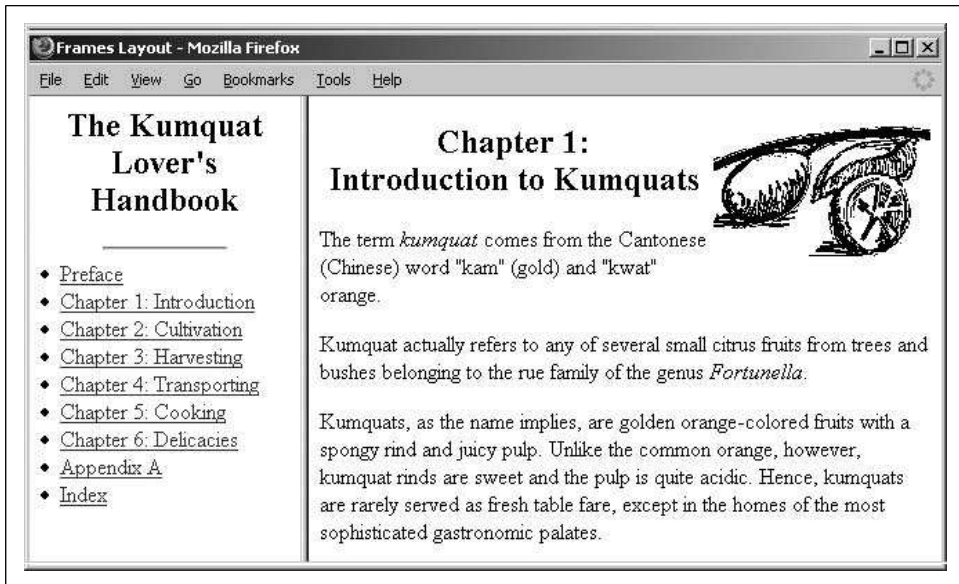 Frames Layout - Mozilla Firefox
File Edit View Go Bookmarks Tools Help
The Kumquat
Lover's
Handbook
Preface
Chapter 1: Introduction
Chapter 2: Cultivation
Chapter 3: Harvesting
Chapter 4: Transporting
Chapter 5: Cooking
Chapter 6: Delicacies
Appendix A
Index
Chapter 1:
Introduction to Kumquats
The term kumquat comes from the Cantonese
(Chinese) word "kam" (gold) and "kwat"
orange.
Kumquat actually refers to any of several small citrus fruits from trees and
bushes belonging to the rue family of the genus Fortunella.
Kumquats, as the name implies, are golden orange-colored fruits with a
spongy rind and juicy pulp. Unlike the common orange, however,
kumquat rinds are sweet and the pulp is quite acidic. Hence, kumquats
are rarely served as fresh table fare, except in the homes of the most
sophisticated gastronomic palates.